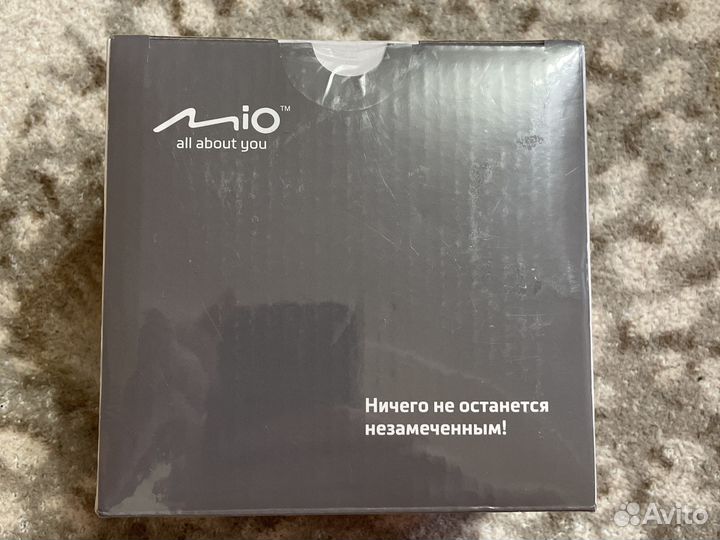 mio™
all about you
Ничего не останется
незамеченным!
Avito